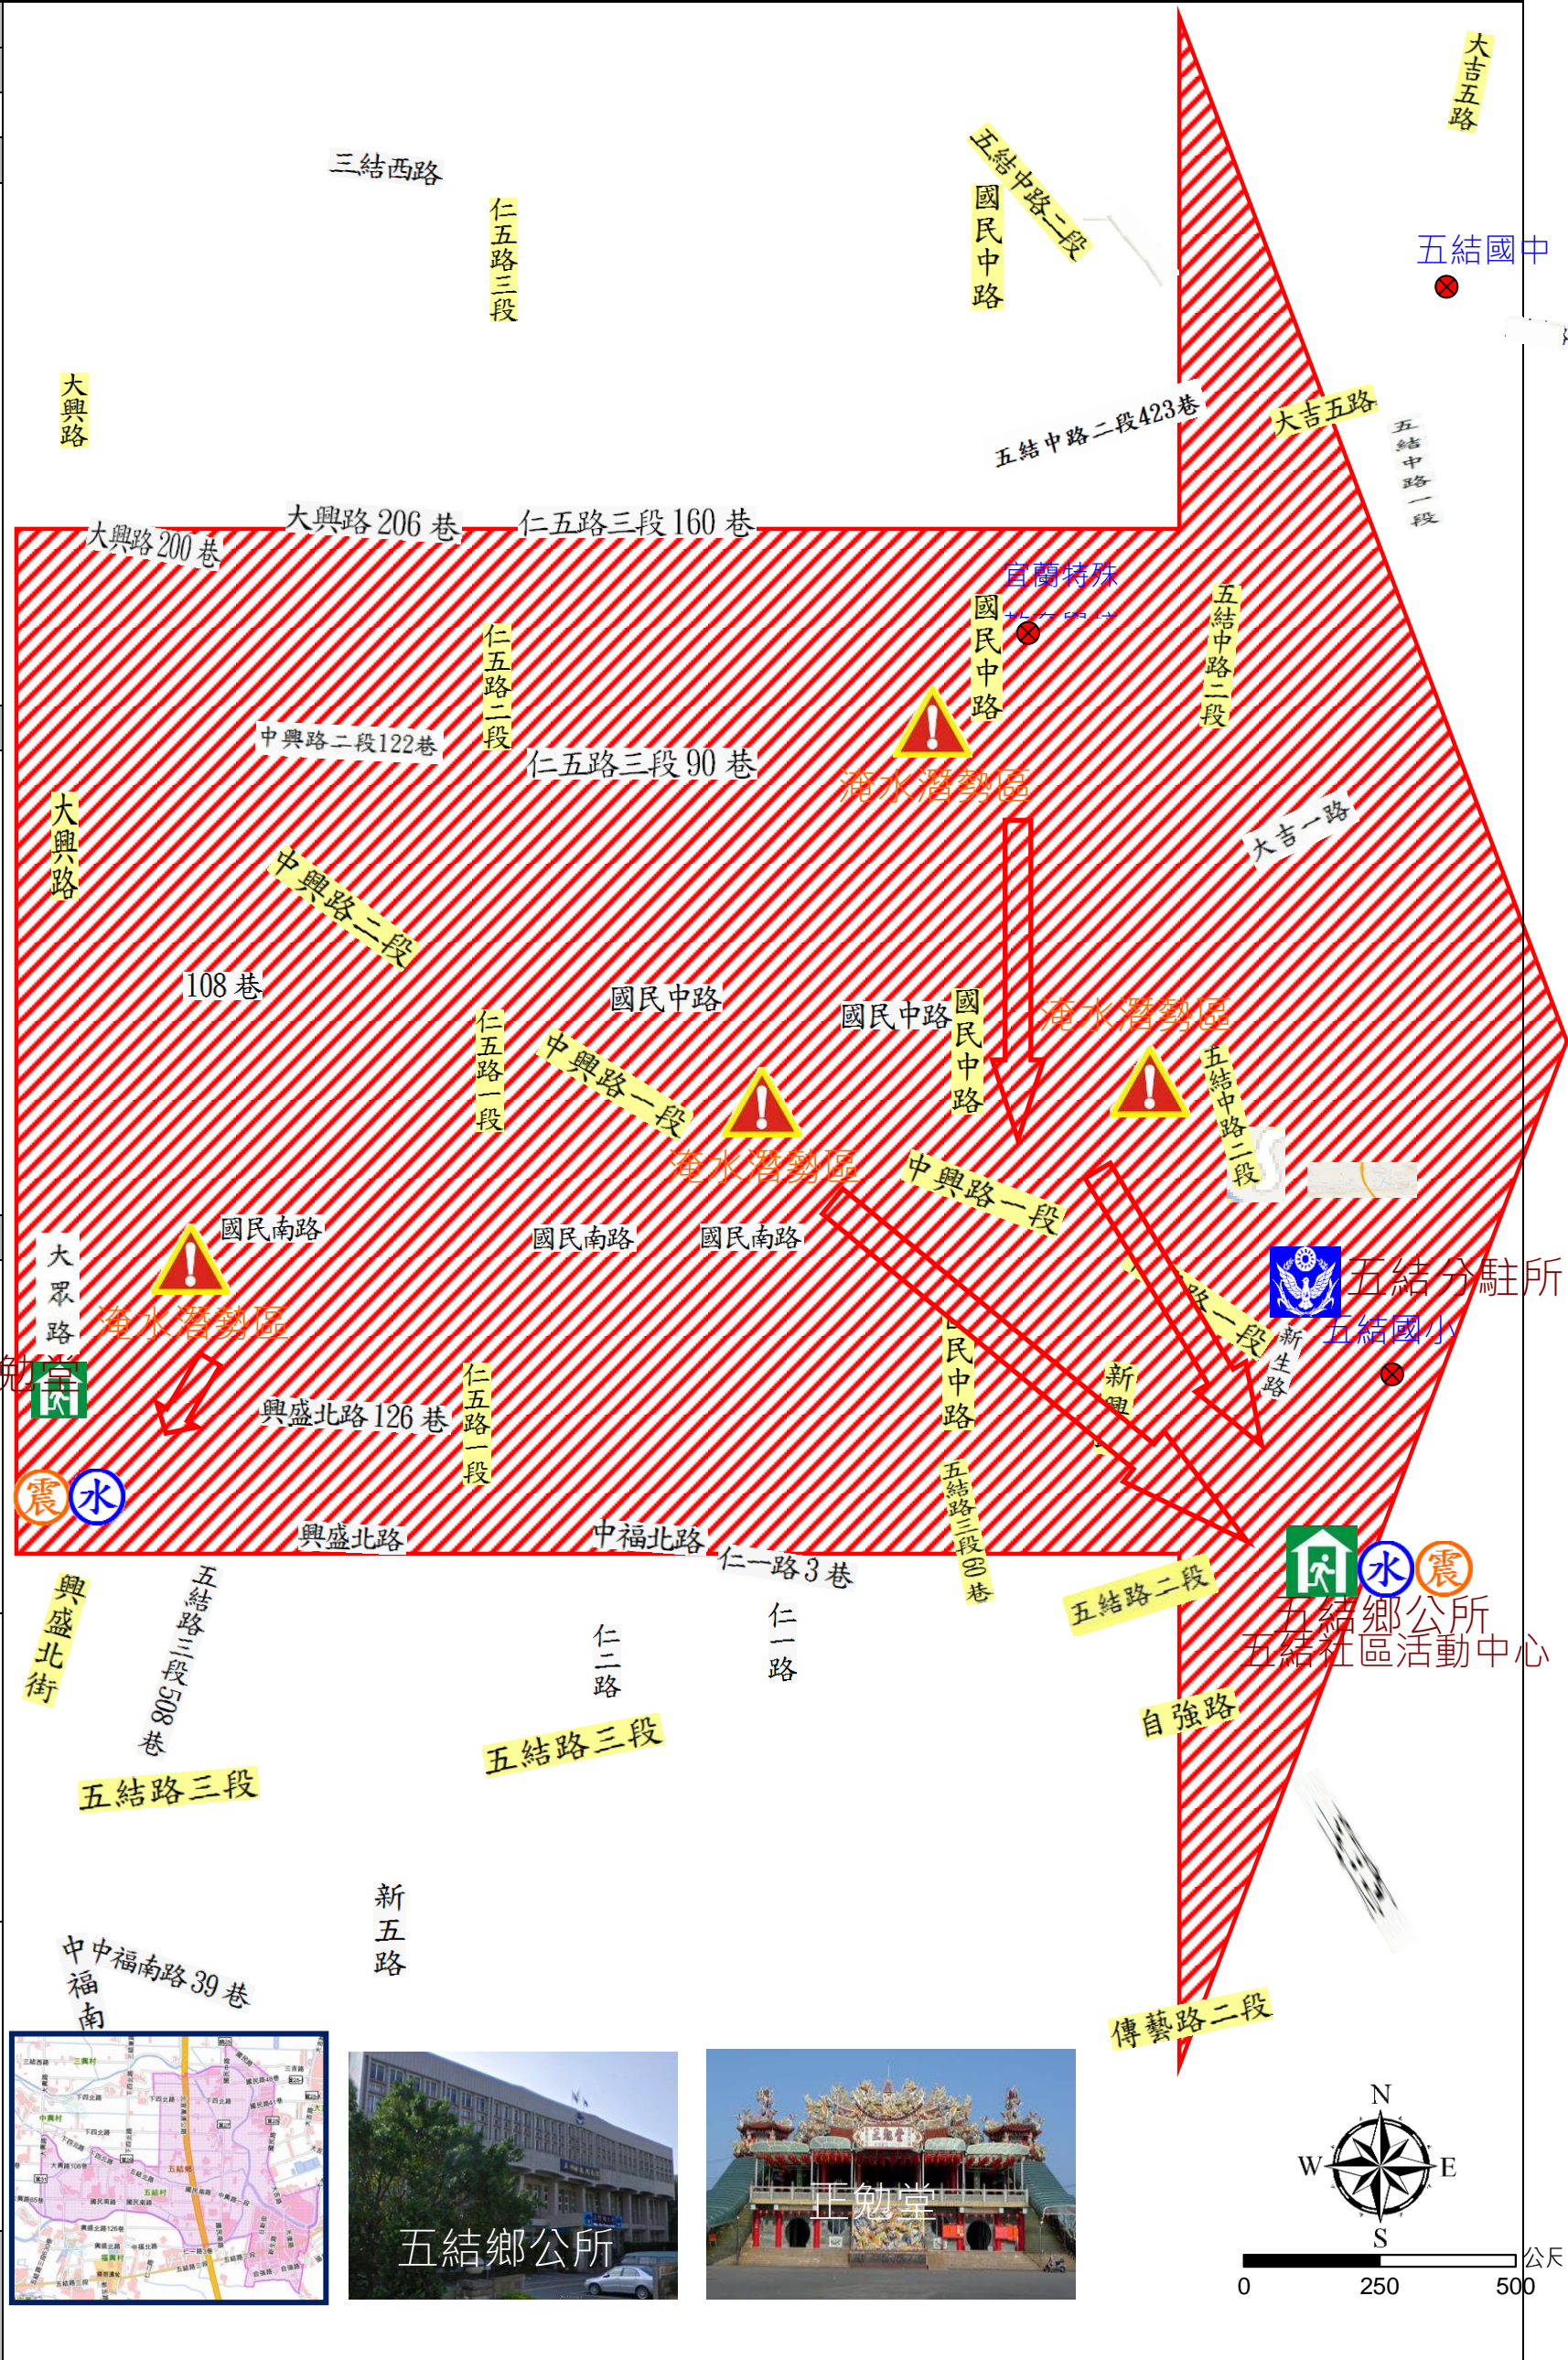 大吉五路
三結西路
仁五路三段
五結中路二段
國民中路
五結國中
大興路
五結中路二段423巷
大吉五路
五結中路一段
大興路200巷
大興路206巷
仁五路三段160巷
宜蘭特殊
國民中路
五結中路二段
仁五路二段
中興路二段122巷
仁五路三段90巷
淹水潛勢區
大興路
大吉一路
中興路二段
108巷
國民中路
國民中路
國民中路
淹水潛勢區
仁五路一段
中興路一段
五結中路二段
淹水潛勢區
中興路一段
國民南路
國民南路
國民南路
大眾路
淹水潛勢區
五結分駐所
路一段
五結國小
新生路
勉堂
民中路
新興
仁五路一段
興盛北路126巷
震
水
五結路三段60巷
興盛北路
中福北路
仁一路3巷
水
震
五結路二段
五結鄉公所
五結社區活動中心
興盛北街
五結路三段508巷
仁二路
仁一路
自強路
五結路三段
五結路三段
新五路
中福南
中福南路39巷
傳藝路二段
五結鄉公所
正勉堂
N
W
E
S
公尺
0
250
500